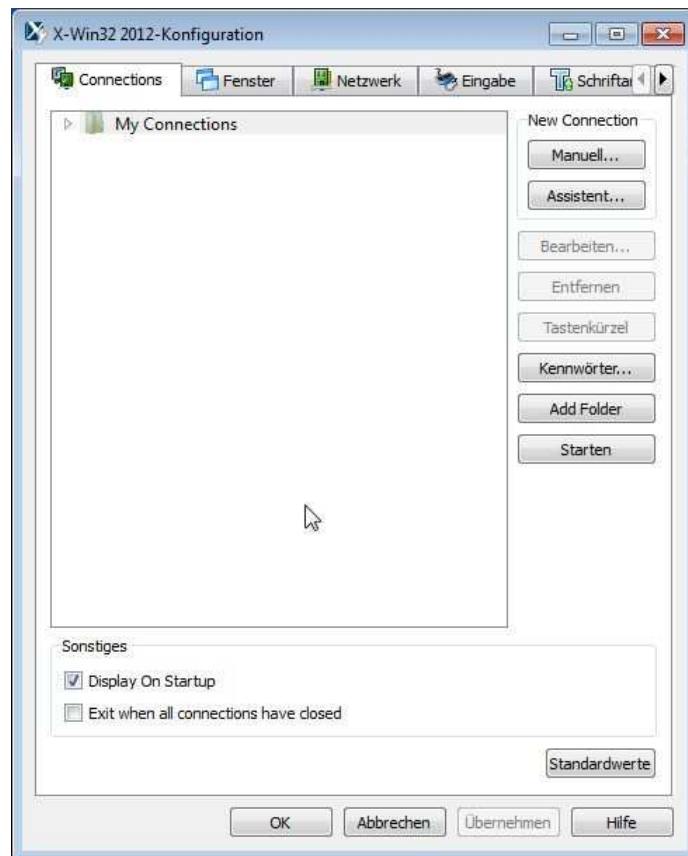 X-Win32 2012-Konfiguration
Connections Fenster Netzwerk Eingabe
My Connections
New Connection
Manuell...
Assistent...
Bearbeiten...
Entfernen
Tastenkürzel
Kennwörter...
Add Folder
Starten
Sonstiges
Display On Startup
Exit when all connections have closed
Standardwerte
OK Abbrechen Übernehmen Hilfe